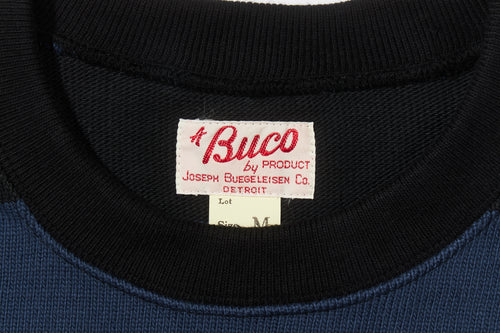 A Buco
by PRODUCT
JOSEPH BUEGELEISEN CO.
DETROIT
Lot
Size M